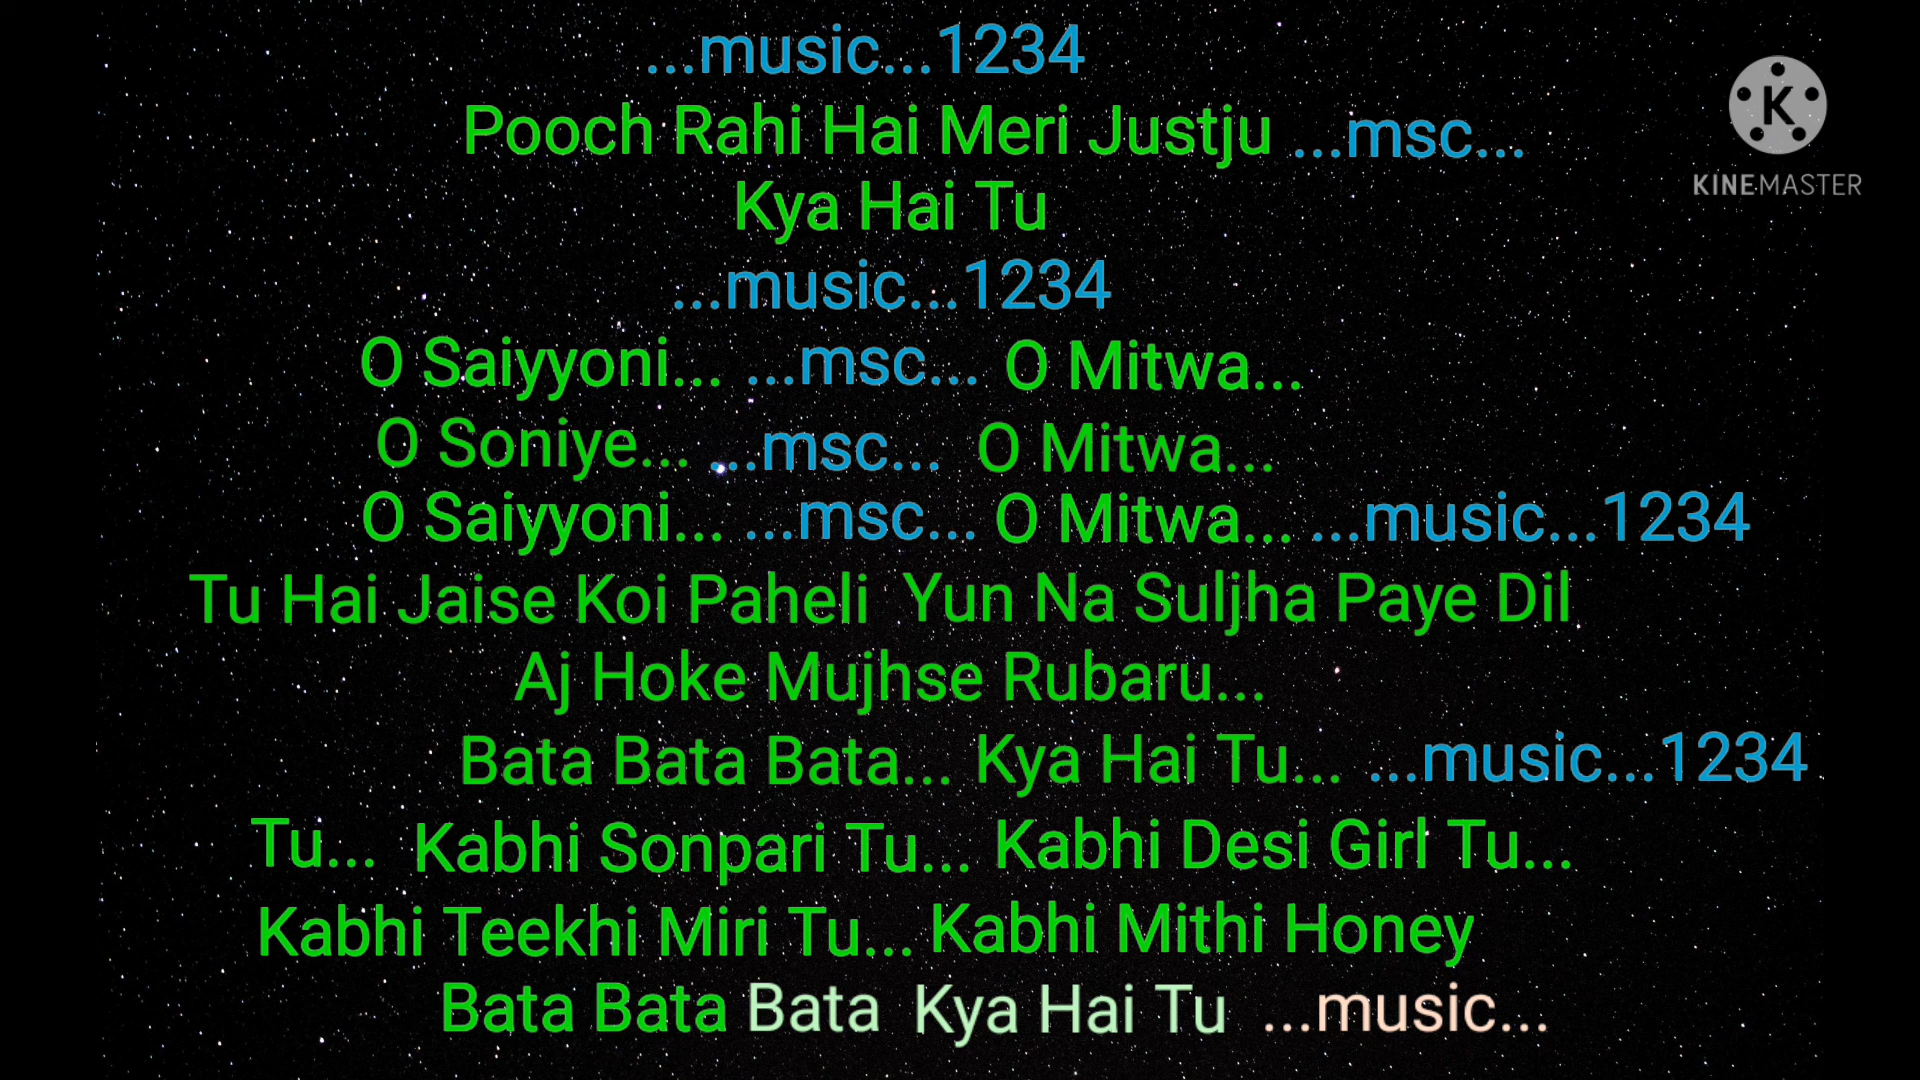 ...music...1234
Pooch Rahi Hai Meri Justju ...msc...
Kya Hai Tu
...music...1234
O Saiyyoni... ...msc... O Mitwa...
O Soniye... ...msc... O Mitwa...
O Saiyyoni... ...msc... O Mitwa... ...music...1234
Tu Hai Jaise Koi Paheli Yun Na Suljha Paye Dil
Aj Hoke Mujhse Rubaru...
Bata Bata Bata... Kya Hai Tu... ...music...1234
Tu... Kabhi Sonpari Tu... Kabhi Desi Girl Tu...
Kabhi Teekhi Miri Tu... Kabhi Mithi Honey
Bata Bata Bata Kya Hai Tu ...music...
K
KINEMASTER